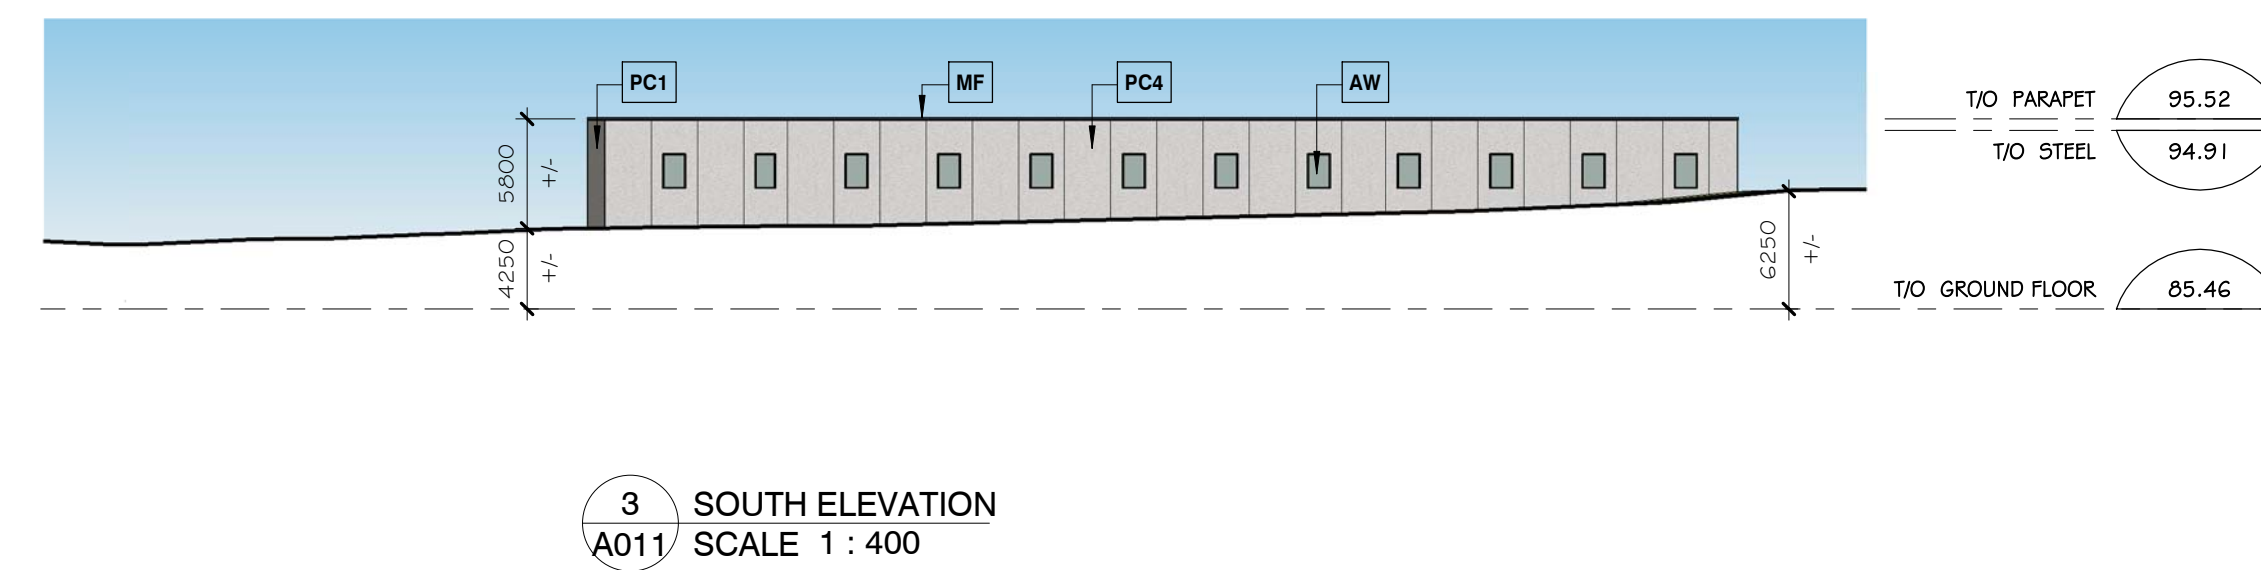 PC1
MF
PC4
AW
T/O PARAPET 95.52
T/O STEEL 94.91
5800 +/-
4250 +/-
6250 +/-
T/O GROUND FLOOR 85.46
3 SOUTH ELEVATION
A011 SCALE 1 : 400